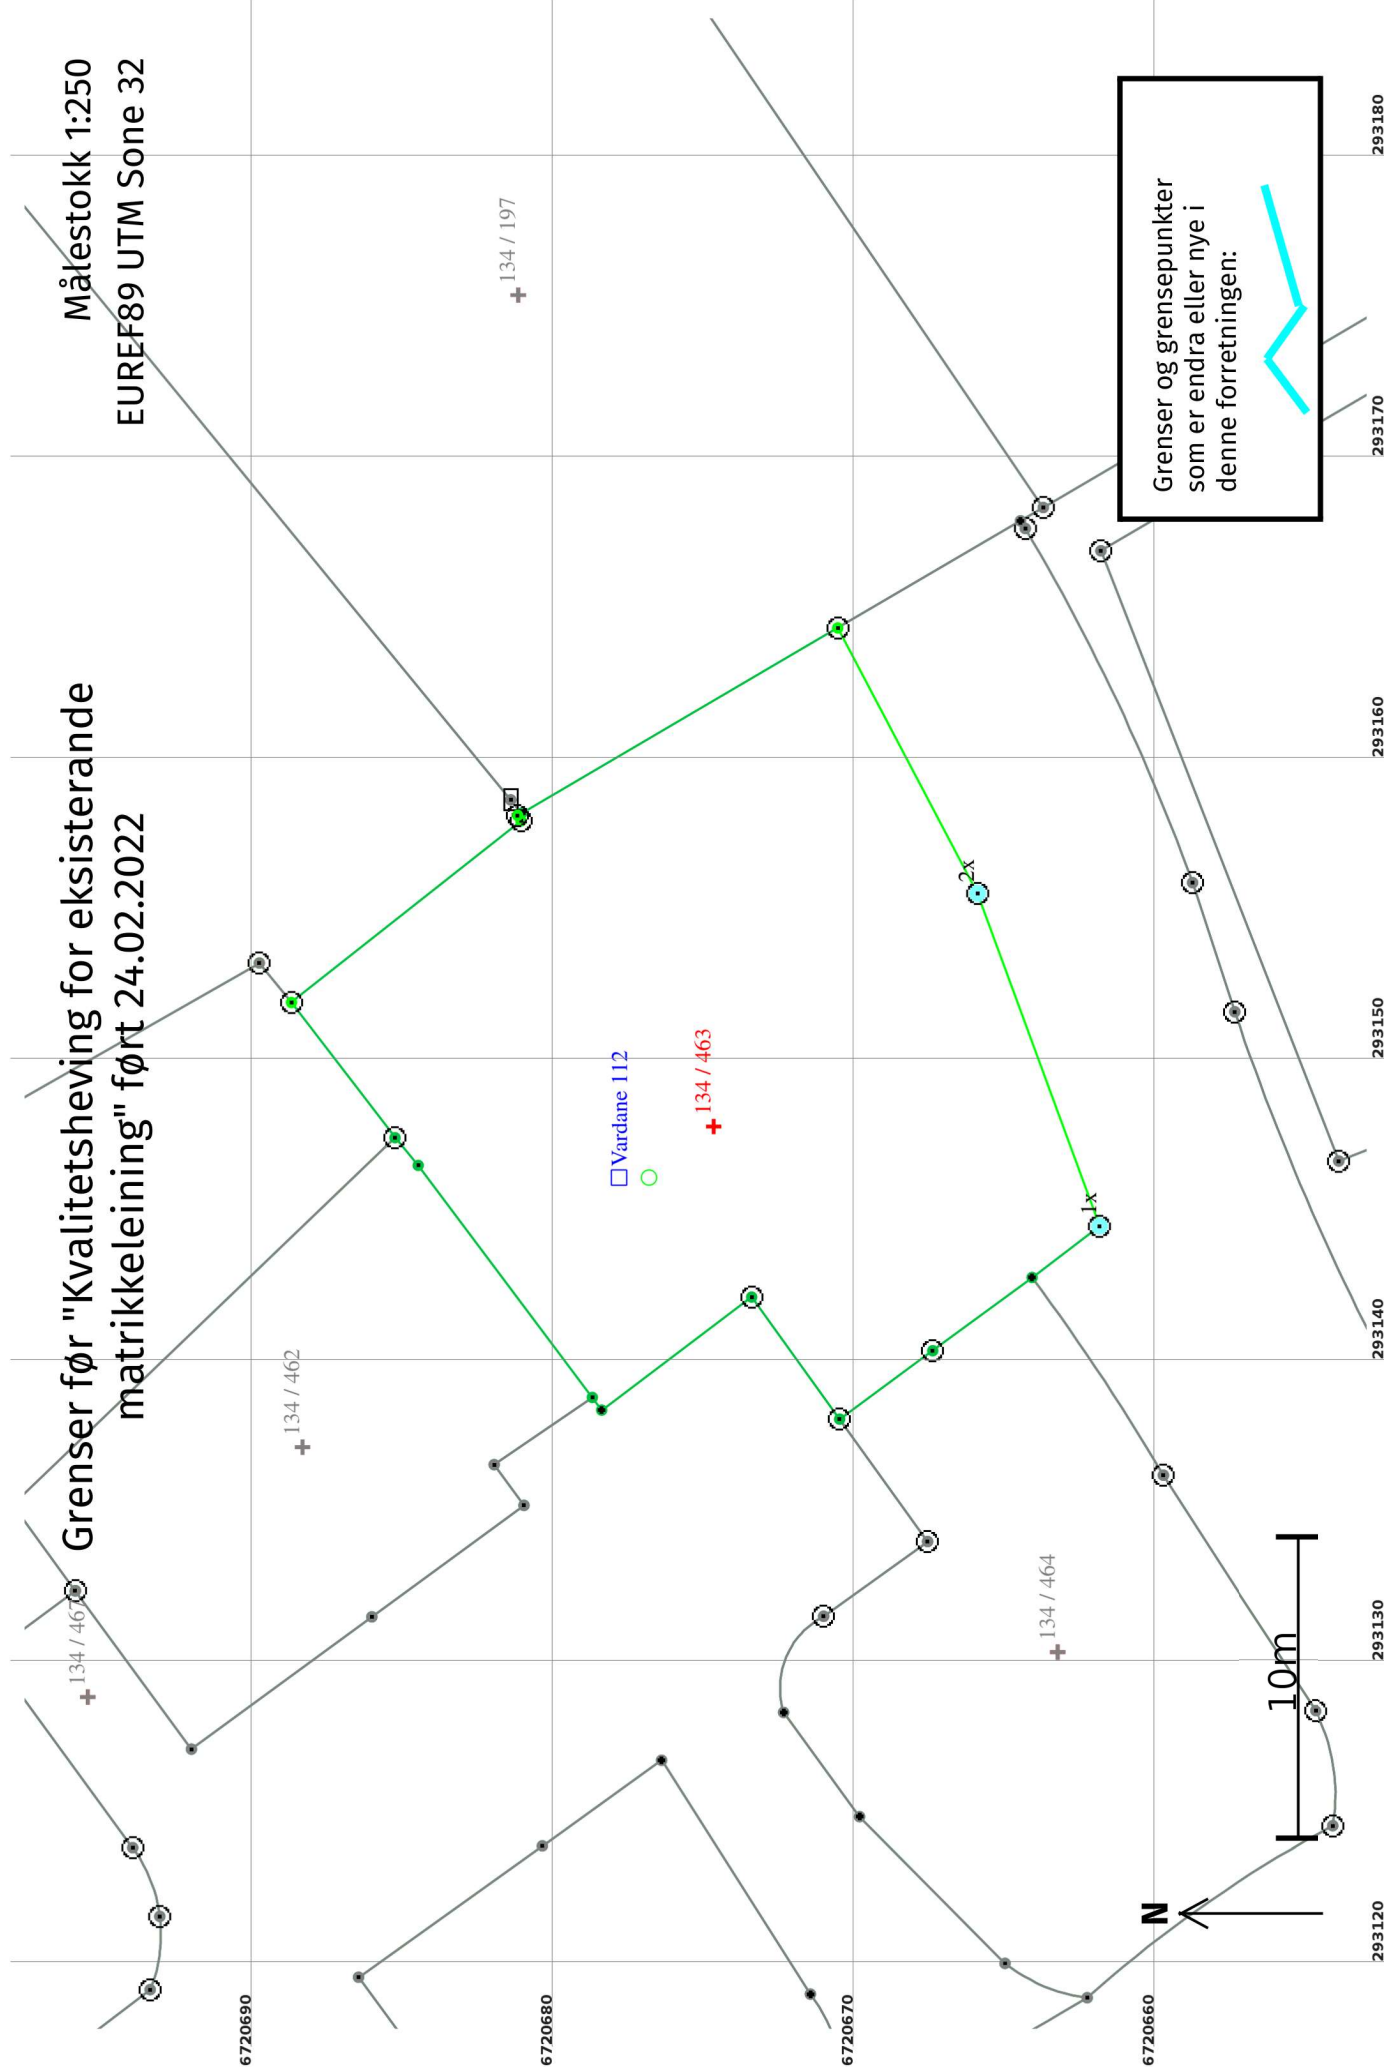 Målestokk 1:250
EUREF89 UTM Sone 32
Grenser før "Kvalitetsheving for eksisterande
matrikkeleining" ført 24.02.2022
134 / 467
134 / 462
134 / 197
Vardane 112
134 / 463
134 / 464
2x
1x
Grenser og grensepunkter
som er endra eller nye i
denne forretningen:
10m
N
6720690
6720680
6720670
6720660
293120
293130
293140
293150
293160
293170
293180